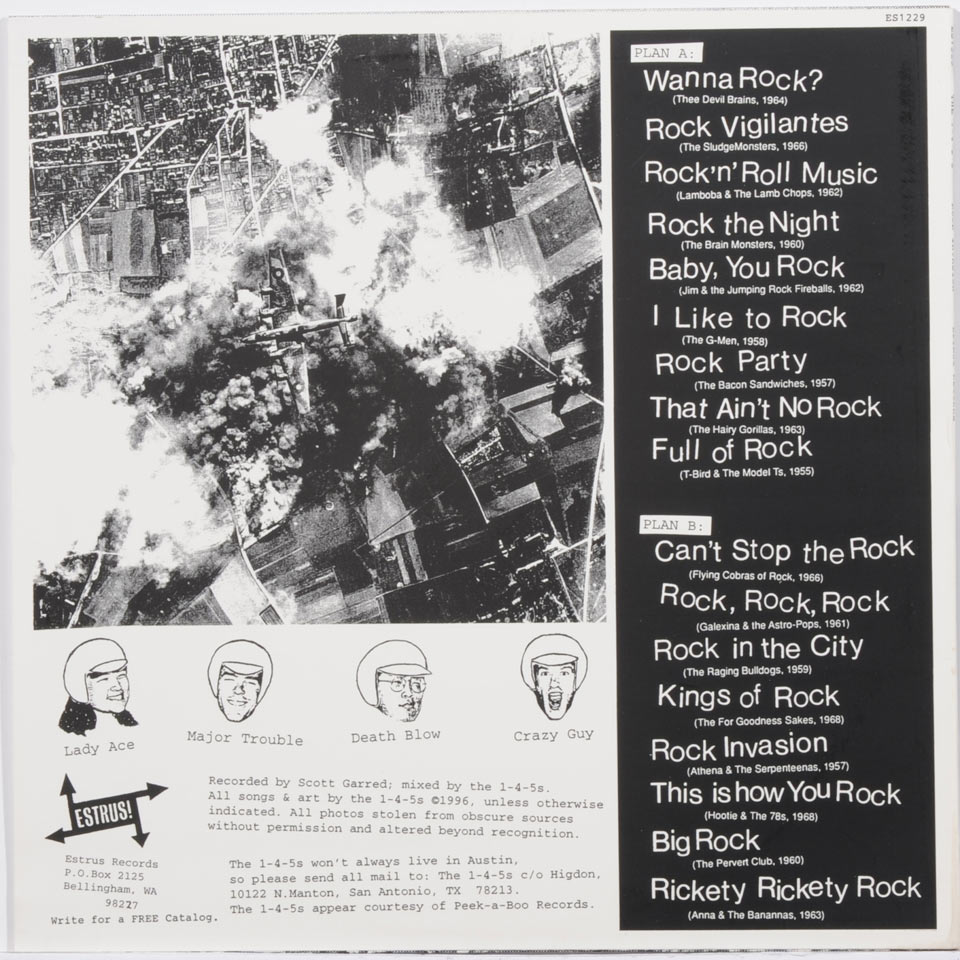 ES1229
PLAN A:
Wanna Rock?
(Thee Devil Brains, 1964)
Rock Vigilantes
(The SludgeMonsters, 1966)
Rock'n'Roll Music
(Lamboba & The Lamb Chops, 1962)
Rock the Night
(The Brain Monsters, 1960)
Baby, You Rock
(Jim & the Jumping Rock Fireballs, 1962)
I Like to Rock
(The G-Men, 1958)
Rock Party
(The Bacon Sandwiches, 1957)
That Ain't No Rock
(The Hairy Gorillas, 1963)
Full of Rock
(T-Bird & The Model Ts, 1955)
PLAN B:
Can't Stop the Rock
(Flying Cobras of Rock, 1966)
Rock, Rock, Rock
(Galexina & the Astro-Pops, 1961)
Rock in the City
(The Raging Bulldogs, 1959)
Kings of Rock
(The For Goodness Sakes, 1968)
Rock Invasion
(Athena & The Serpenteenas, 1957)
This is how You Rock
(Hootie & The 78s, 1968)
Big Rock
(The Pervert Club, 1960)
Rickety Rickety Rock
(Anna & The Banannas, 1963)
Lady Ace
Major Trouble
Death Blow
Crazy Guy
ESTRUS!
Estrus Records
P.O.Box 2125
Bellingham, WA
98227
Write for a FREE Catalog.
Recorded by Scott Garred; mixed by the 1-4-5s.
All songs & art by the 1-4-5s ©1996, unless otherwise
indicated. All photos stolen from obscure sources
without permission and altered beyond recognition.
The 1-4-5s won't always live in Austin,
so please send all mail to: The 1-4-5s c/o Higdon,
10122 N.Manton, San Antonio, TX 78213.
The 1-4-5s appear courtesy of Peek-a-Boo Records.